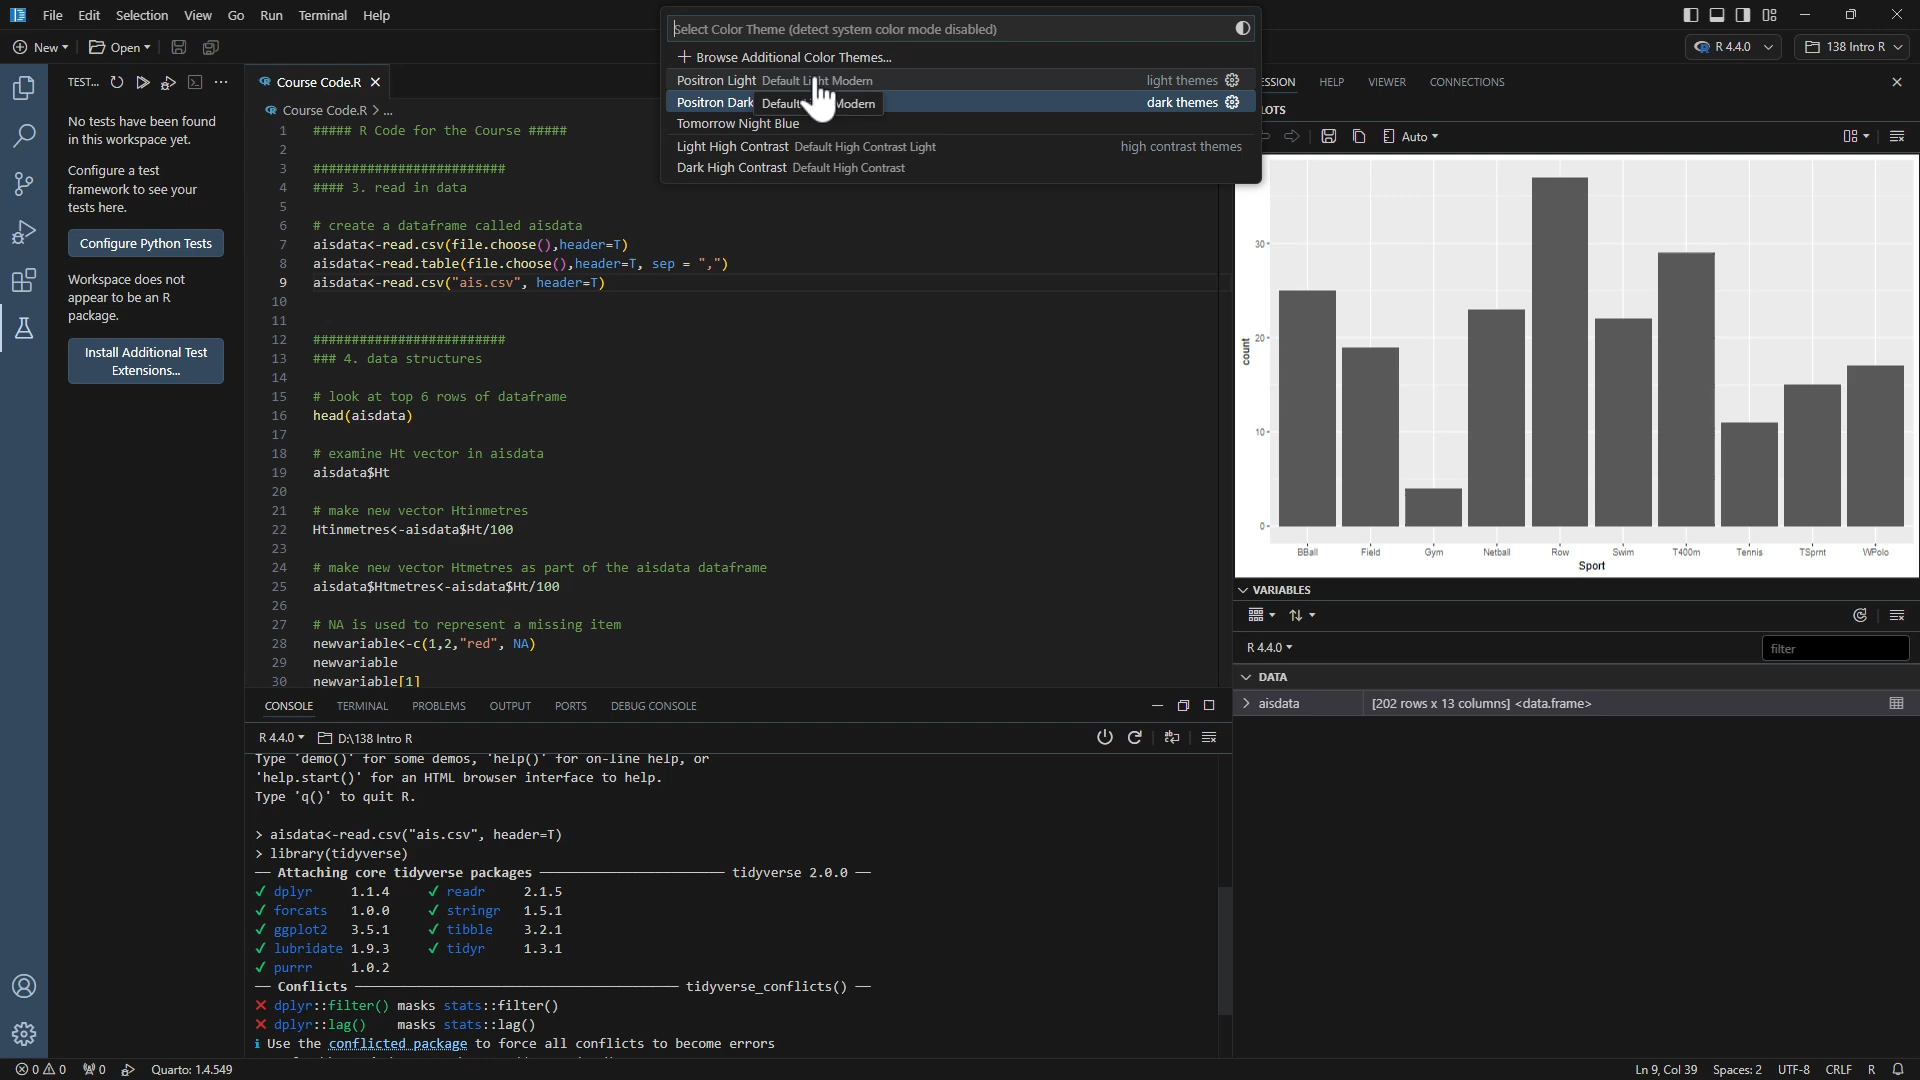 File Edit Selection View Go Run Terminal Help
Select Color Theme (detect system color mode disabled)
+ Browse Additional Color Themes...
Positron Light Default Light Modern light themes
Positron Dark Default Modern dark themes
Tomorrow Night Blue
Light High Contrast Default High Contrast Light high contrast themes
Dark High Contrast Default High Contrast
New Open
R 4.4.0 138 Intro R
TEST...
No tests have been found
in this workspace yet.
Configure a test
framework to see your
tests here.
Configure Python Tests
Workspace does not
appear to be an R
package.
Install Additional Test
Extensions...
Course Code.R
Course Code.R > ...
1 ##### R Code for the Course #####
2
3 #########################
4 #### 3. read in data
5
6 # create a dataframe called aisdata
7 aisdata<-read.csv(file.choose(),header=T)
8 aisdata<-read.table(file.choose(),header=T, sep = ",")
9 aisdata<-read.csv("ais.csv", header=T)
10
11
12 #########################
13 ### 4. data structures
14
15 # look at top 6 rows of dataframe
16 head(aisdata)
17
18 # examine Ht vector in aisdata
19 aisdata$Ht
20
21 # make new vector Htinmetres
22 Htinmetres<-aisdata$Ht/100
23
24 # make new vector Htmetres as part of the aisdata dataframe
25 aisdata$Htmetres<-aisdata$Ht/100
26
27 # NA is used to represent a missing item
28 newvariable<-c(1,2,"red", NA)
29 newvariable
30 newvariable[1]
CONSOLE TERMINAL PROBLEMS OUTPUT PORTS DEBUG CONSOLE
R 4.4.0 D:\138 Intro R
Type 'demo()' for some demos, 'help()' for on-line help, or
'help.start()' for an HTML browser interface to help.
Type 'q()' to quit R.
> aisdata<-read.csv("ais.csv", header=T)
> library(tidyverse)
── Attaching core tidyverse packages ── tidyverse 2.0.0 ──
✓ dplyr 1.1.4 ✓ readr 2.1.5
✓ forcats 1.0.0 ✓ stringr 1.5.1
✓ ggplot2 3.5.1 ✓ tibble 3.2.1
✓ lubridate 1.9.3 ✓ tidyr 1.3.1
✓ purrr 1.0.2
── Conflicts ── tidyverse_conflicts() ──
✗ dplyr::filter() masks stats::filter()
✗ dplyr::lag() masks stats::lag()
ℹ Use the conflicted package to force all conflicts to become errors
SSION HELP VIEWER CONNECTIONS
LOTS
Auto
count
30
20
10
0
BBall Field Gym Netball Row Swim T400m Tennis TSprnt WPolo
Sport
VARIABLES
R 4.4.0 filter
DATA
aisdata [202 rows x 13 columns] <data.frame>
0 0 0 Quarto: 1.4.549
Ln 9, Col 39 Spaces: 2 UTF-8 CRLF R